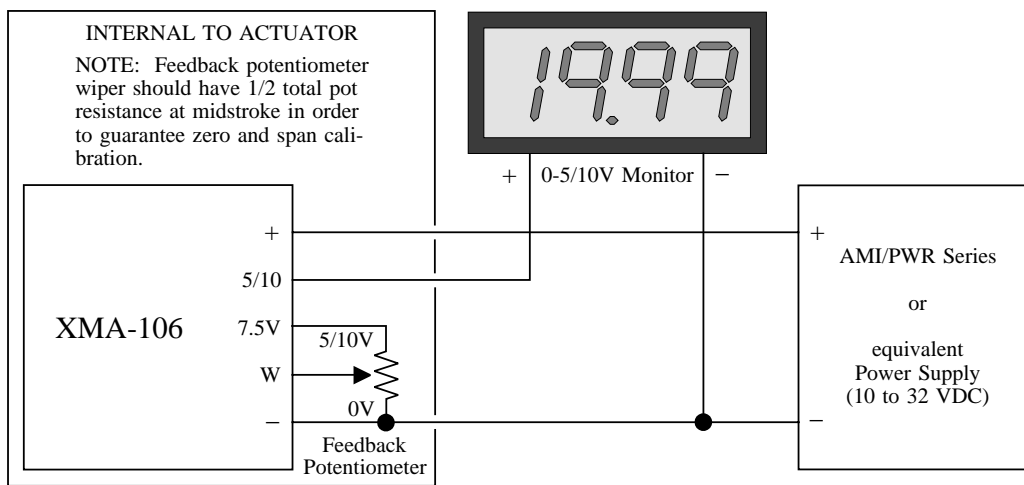 INTERNAL TO ACTUATOR
NOTE: Feedback potentiometer
wiper should have 1/2 total pot
resistance at midstroke in order
to guarantee zero and span cali-
bration.
19.99
+ 0-5/10V Monitor −
XMA-106
+
5/10
7.5V
W
−
5/10V
0V
Feedback
Potentiometer
+
−
AMI/PWR Series
or
equivalent
Power Supply
(10 to 32 VDC)